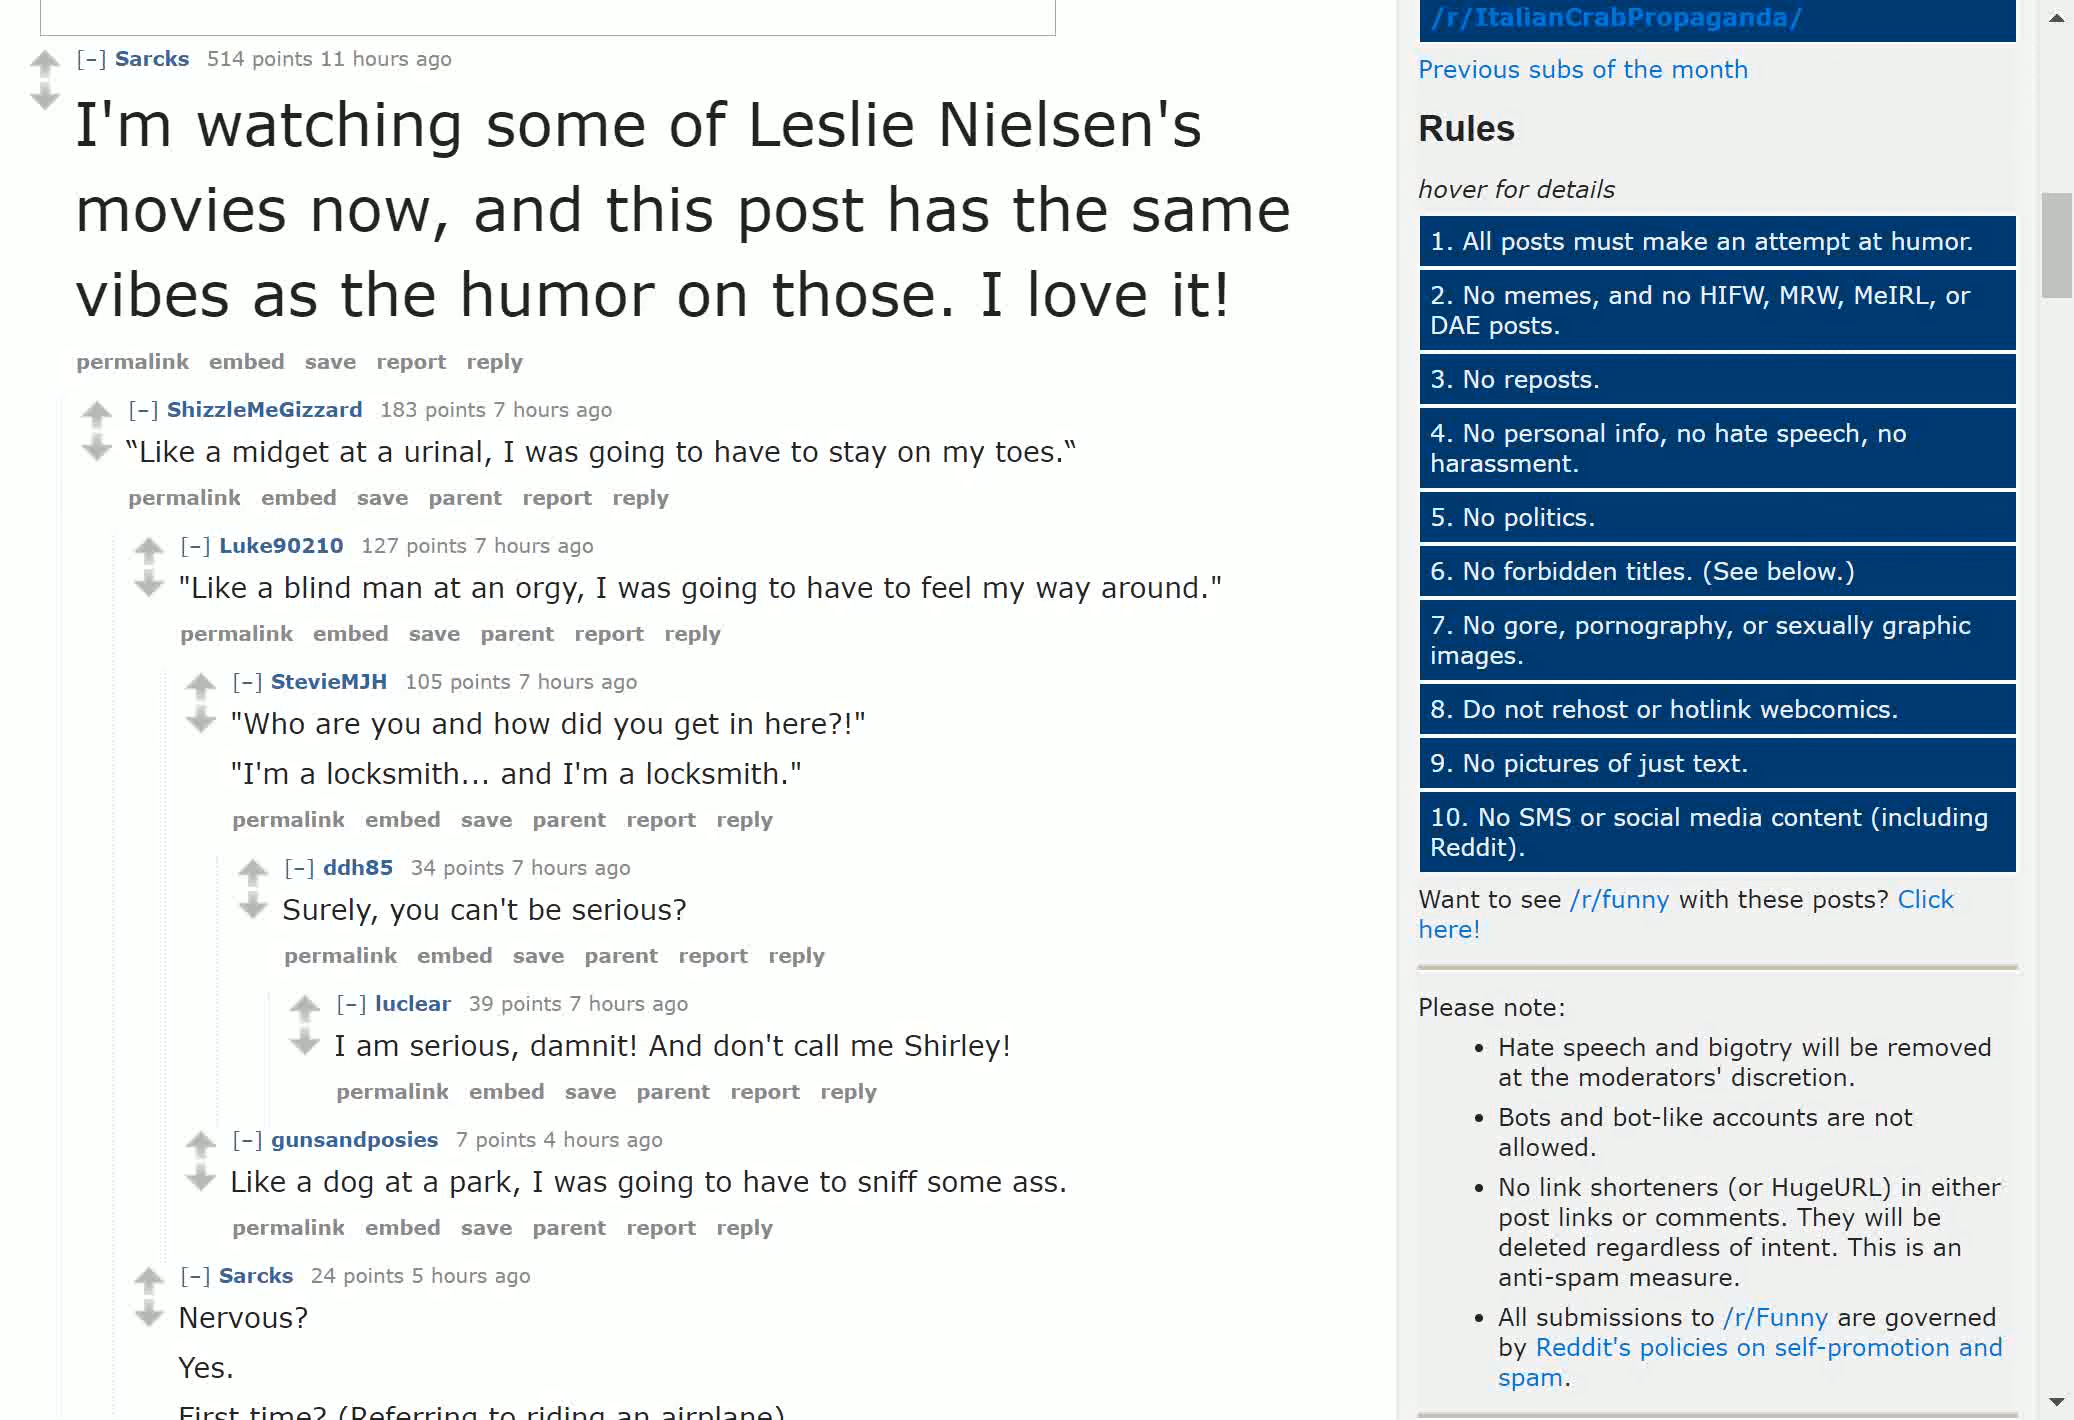 [–] Sarcks 514 points 11 hours ago
I'm watching some of Leslie Nielsen's
movies now, and this post has the same
vibes as the humor on those. I love it!
permalink embed save report reply
[–] ShizzleMeGizzard 183 points 7 hours ago
“Like a midget at a urinal, I was going to have to stay on my toes.“
permalink embed save parent report reply
[–] Luke90210 127 points 7 hours ago
"Like a blind man at an orgy, I was going to have to feel my way around."
permalink embed save parent report reply
[–] StevieMJH 105 points 7 hours ago
"Who are you and how did you get in here?!"
"I'm a locksmith... and I'm a locksmith."
permalink embed save parent report reply
[–] ddh85 34 points 7 hours ago
Surely, you can't be serious?
permalink embed save parent report reply
[–] luclear 39 points 7 hours ago
I am serious, damnit! And don't call me Shirley!
permalink embed save parent report reply
[–] gunsandposies 7 points 4 hours ago
Like a dog at a park, I was going to have to sniff some ass.
permalink embed save parent report reply
[–] Sarcks 24 points 5 hours ago
Nervous?
Yes.
First time? (Referring to riding an airplane)
/r/ItalianCrabPropaganda/
Previous subs of the month
Rules
hover for details
1. All posts must make an attempt at humor.
2. No memes, and no HIFW, MRW, MeIRL, or
DAE posts.
3. No reposts.
4. No personal info, no hate speech, no
harassment.
5. No politics.
6. No forbidden titles. (See below.)
7. No gore, pornography, or sexually graphic
images.
8. Do not rehost or hotlink webcomics.
9. No pictures of just text.
10. No SMS or social media content (including
Reddit).
Want to see /r/funny with these posts? Click
here!
Please note:
• Hate speech and bigotry will be removed
at the moderators' discretion.
• Bots and bot-like accounts are not
allowed.
• No link shorteners (or HugeURL) in either
post links or comments. They will be
deleted regardless of intent. This is an
anti-spam measure.
• All submissions to /r/Funny are governed
by Reddit's policies on self-promotion and
spam.